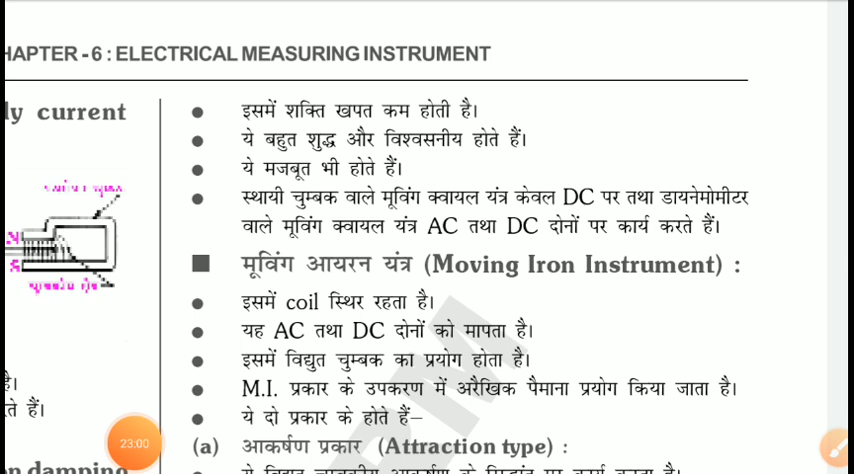 HAPTER - 6 : ELECTRICAL MEASURING INSTRUMENT
ly current
है।
ते हैं।
on damping
● इसमें शक्ति खपत कम होती है।
● ये बहुत शुद्ध और विश्वसनीय होते हैं।
● ये मजबूत भी होते हैं।
● स्थायी चुम्बक वाले मूविंग क्वायल यंत्र केवल DC पर तथा डायनेमोमीटर
वाले मूविंग क्वायल यंत्र AC तथा DC दोनों पर कार्य करते हैं।
■ मूविंग आयरन यंत्र (Moving Iron Instrument) :
● इसमें coil स्थिर रहता है।
● यह AC तथा DC दोनों को मापता है।
● इसमें विद्युत चुम्बक का प्रयोग होता है।
● M.I. प्रकार के उपकरण में अरैखिक पैमाना प्रयोग किया जाता है।
● ये दो प्रकार के होते हैं–
(a) आकर्षण प्रकार (Attraction type) :
23:00